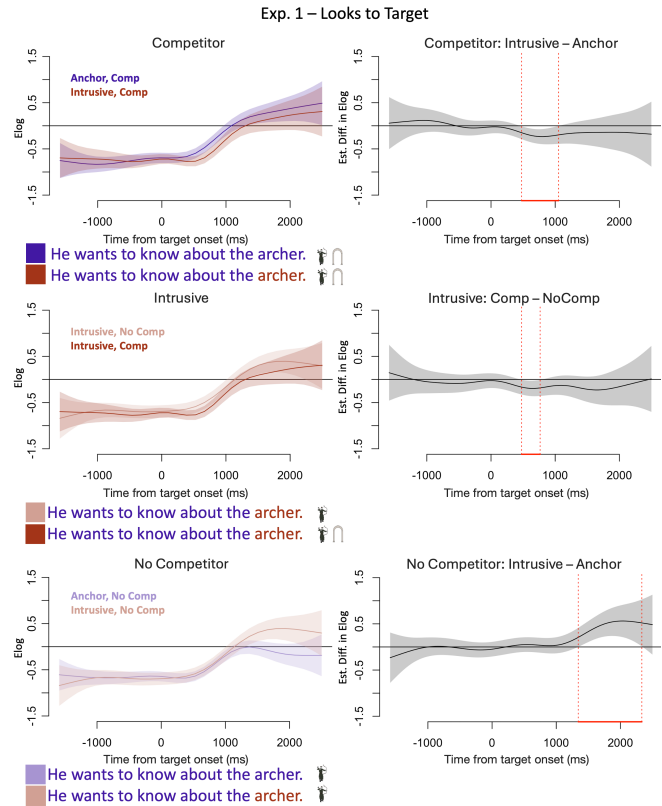 Exp. 1 – Looks to Target
Competitor
Competitor: Intrusive – Anchor
Anchor, Comp
Intrusive, Comp
Elog
1.5
0.5
-0.5
-1.5
-1000
0
1000
2000
Time from target onset (ms)
Est. Diff. in Elog
1.5
0.5
-0.5
-1.5
-1000
0
1000
2000
Time from target onset (ms)
He wants to know about the archer.
He wants to know about the archer.
Intrusive
Intrusive: Comp – NoComp
Intrusive, No Comp
Intrusive, Comp
Elog
1.5
0.5
-0.5
-1.5
-1000
0
1000
2000
Time from target onset (ms)
Est. Diff. in Elog
1.5
0.5
-0.5
-1.5
-1000
0
1000
2000
Time from target onset (ms)
He wants to know about the archer.
He wants to know about the archer.
No Competitor
No Competitor: Intrusive – Anchor
Anchor, No Comp
Intrusive, No Comp
Elog
1.5
0.5
-0.5
-1.5
-1000
0
1000
2000
Time from target onset (ms)
Est. Diff. in Elog
1.5
0.5
-0.5
-1.5
-1000
0
1000
2000
Time from target onset (ms)
He wants to know about the archer.
He wants to know about the archer.